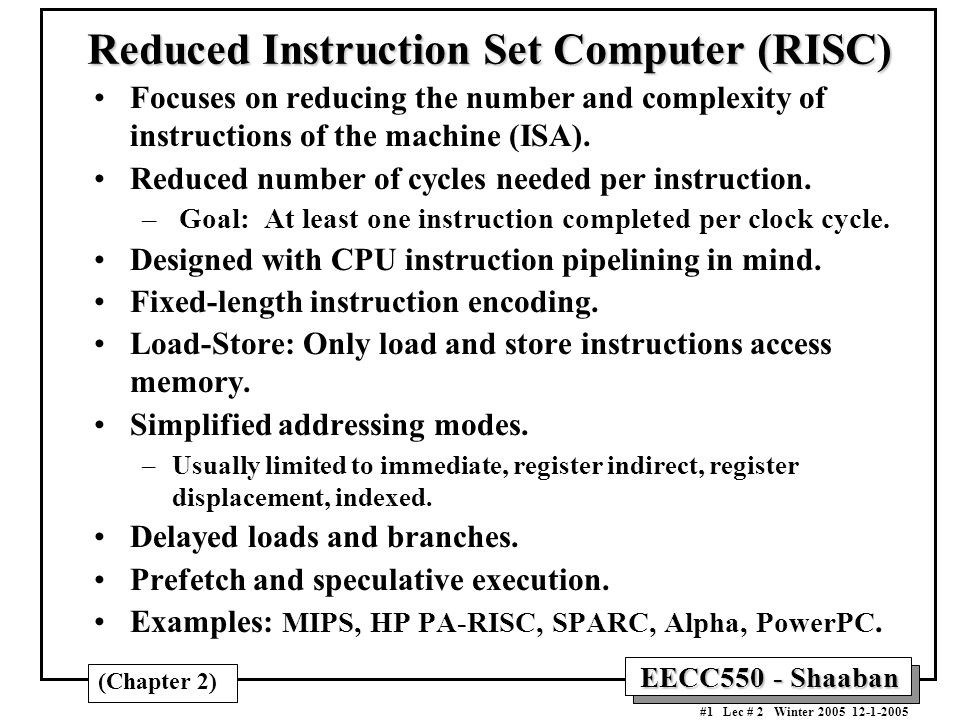 Reduced Instruction Set Computer (RISC)
• Focuses on reducing the number and complexity of
instructions of the machine (ISA).
• Reduced number of cycles needed per instruction.
– Goal: At least one instruction completed per clock cycle.
• Designed with CPU instruction pipelining in mind.
• Fixed-length instruction encoding.
• Load-Store: Only load and store instructions access
memory.
• Simplified addressing modes.
– Usually limited to immediate, register indirect, register
displacement, indexed.
• Delayed loads and branches.
• Prefetch and speculative execution.
• Examples: MIPS, HP PA-RISC, SPARC, Alpha, PowerPC.
(Chapter 2)
EECC550 - Shaaban
#1 Lec # 2 Winter 2005 12-1-2005